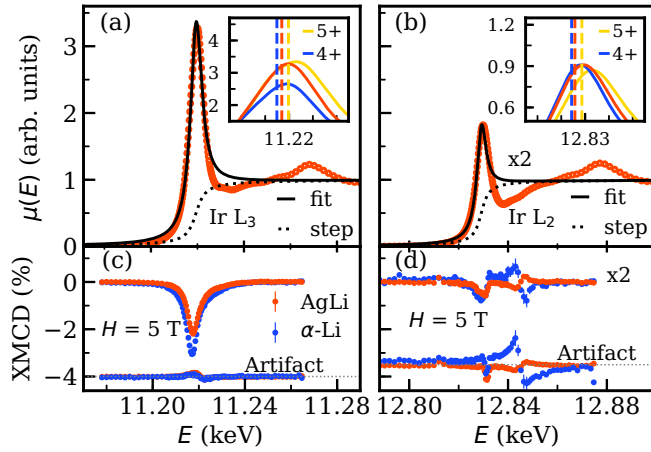 (a)
5+
4+
4
3
2
11.22
μ(E) (arb. units)
3
2
1
0
Ir L3
fit
step
(b)
5+
4+
1.2
0.9
0.6
12.83
x2
Ir L2
fit
step
(c)
XMCD (%)
0
−2
−4
AgLi
α-Li
H = 5 T
Artifact
11.20 11.24 11.28
E (keV)
(d)
x2
H = 5 T
Artifact
12.80 12.84 12.88
E (keV)